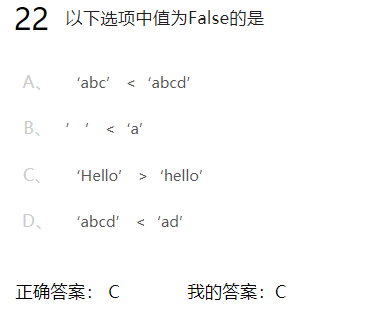 22 以下选项中值为False的是
A、 ‘abc’ < ‘abcd’
B、 ’ ’ < ‘a’
C、 ‘Hello’ > ‘hello’
D、 ‘abcd’ < ‘ad’
正确答案： C 我的答案：C